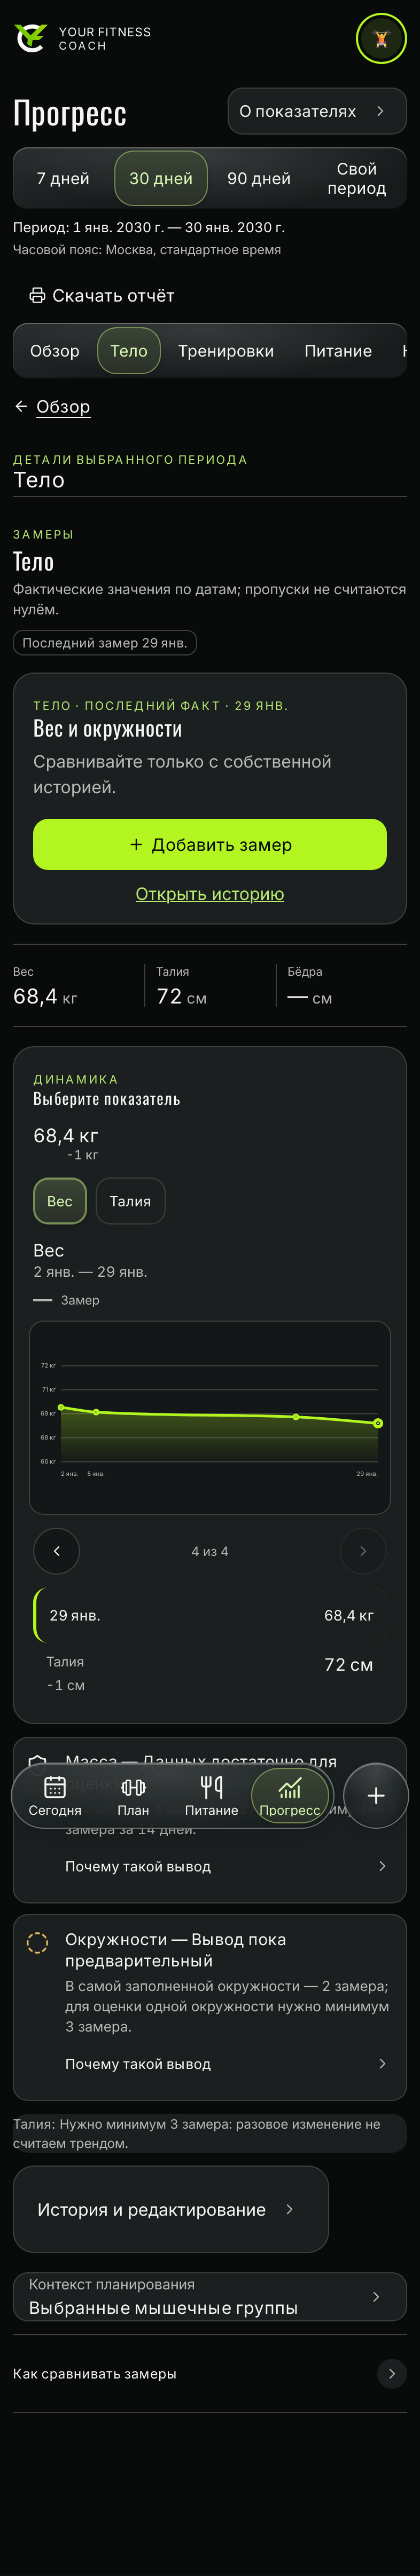 YOUR FITNESS
COACH
Прогресс
О показателях
7 дней
30 дней
90 дней
Свой
период
Период: 1 янв. 2030 г. — 30 янв. 2030 г.
Часовой пояс: Москва, стандартное время
Скачать отчёт
Обзор
Тело
Тренировки
Питание
Обзор
ДЕТАЛИ ВЫБРАННОГО ПЕРИОДА
Тело
ЗАМЕРЫ
Тело
Фактические значения по датам; пропуски не считаются
нулём.
Последний замер 29 янв.
ТЕЛО · ПОСЛЕДНИЙ ФАКТ · 29 ЯНВ.
Вес и окружности
Сравнивайте только с собственной
историей.
+ Добавить замер
Открыть историю
Вес
68,4 кг
Талия
72 см
Бёдра
— см
ДИНАМИКА
Выберите показатель
68,4 кг
-1 кг
Вес
Талия
Вес
2 янв. — 29 янв.
Замер
72 кг
71 кг
69 кг
68 кг
66 кг
2 янв.
5 янв.
29 янв.
4 из 4
29 янв.
68,4 кг
Талия
72 см
-1 см
Масса — Данных достаточно для
Сегодня
План
Питание
Прогресс
замера за 14 дней.
Почему такой вывод
Окружности — Вывод пока
предварительный
В самой заполненной окружности — 2 замера;
для оценки одной окружности нужно минимум
3 замера.
Почему такой вывод
Талия: Нужно минимум 3 замера: разовое изменение не
считаем трендом.
История и редактирование
Контекст планирования
Выбранные мышечные группы
Как сравнивать замеры